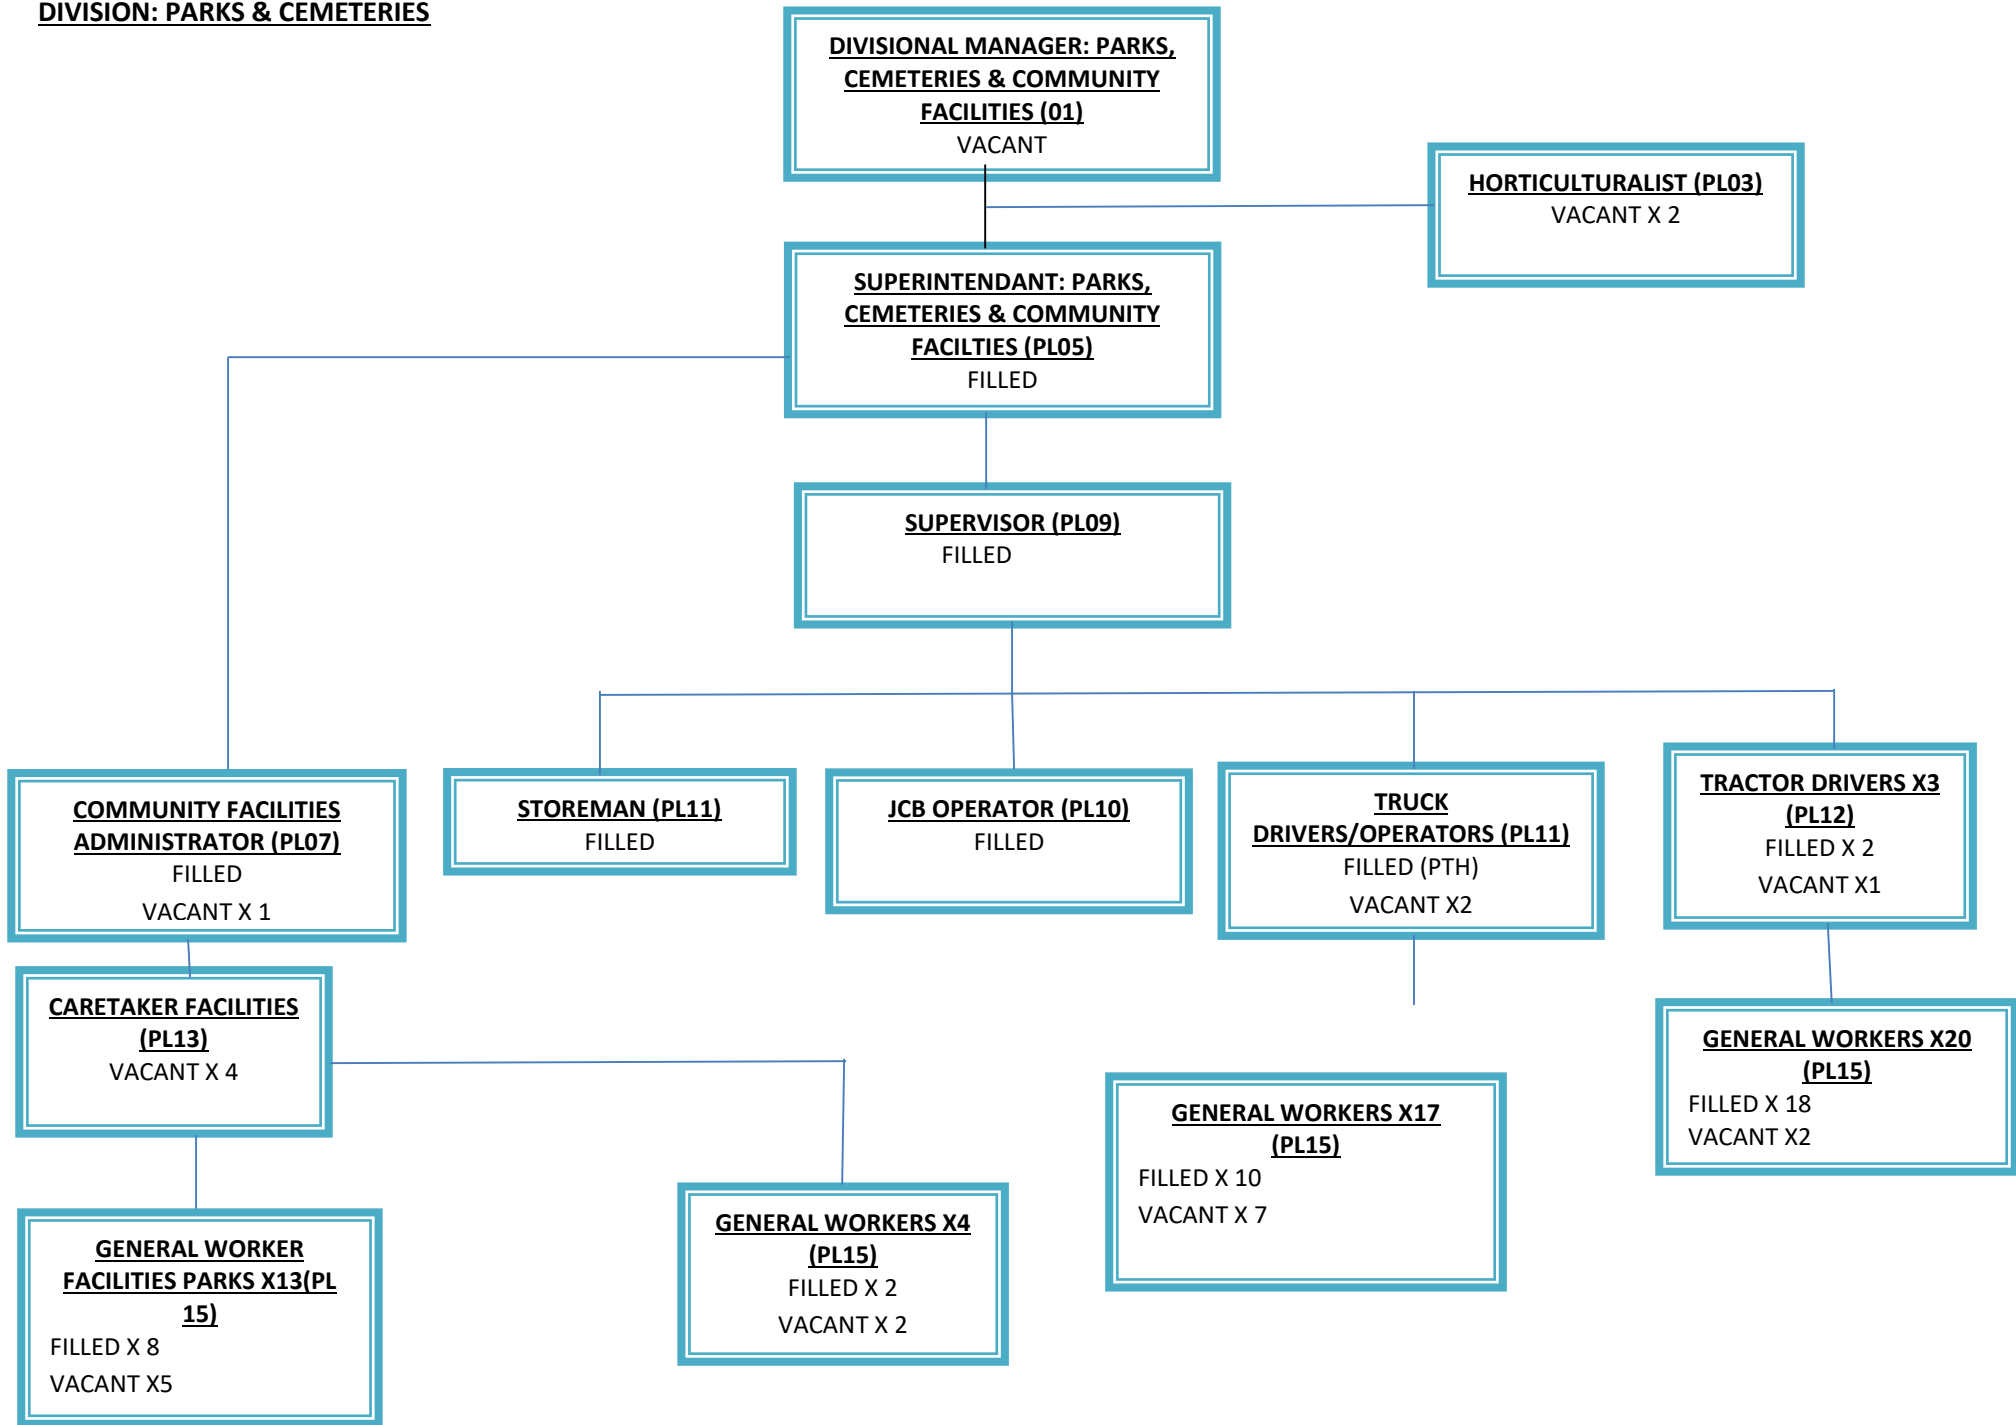 DIVISION: PARKS & CEMETERIES
DIVISIONAL MANAGER: PARKS,
CEMETERIES & COMMUNITY
FACILITIES (01)
VACANT
HORTICULTURALIST (PL03)
VACANT X 2
SUPERINTENDANT: PARKS,
CEMETERIES & COMMUNITY
FACILTIES (PL05)
FILLED
SUPERVISOR (PL09)
FILLED
COMMUNITY FACILITIES
ADMINISTRATOR (PL07)
FILLED
VACANT X 1
STOREMAN (PL11)
FILLED
JCB OPERATOR (PL10)
FILLED
TRUCK
DRIVERS/OPERATORS (PL11)
FILLED (PTH)
VACANT X2
TRACTOR DRIVERS X3
(PL12)
FILLED X 2
VACANT X1
CARETAKER FACILITIES
(PL13)
VACANT X 4
GENERAL WORKERS X20
(PL15)
FILLED X 18
VACANT X2
GENERAL WORKERS X17
(PL15)
FILLED X 10
VACANT X 7
GENERAL WORKERS X4
(PL15)
FILLED X 2
VACANT X 2
GENERAL WORKER
FACILITIES PARKS X13(PL
15)
FILLED X 8
VACANT X5